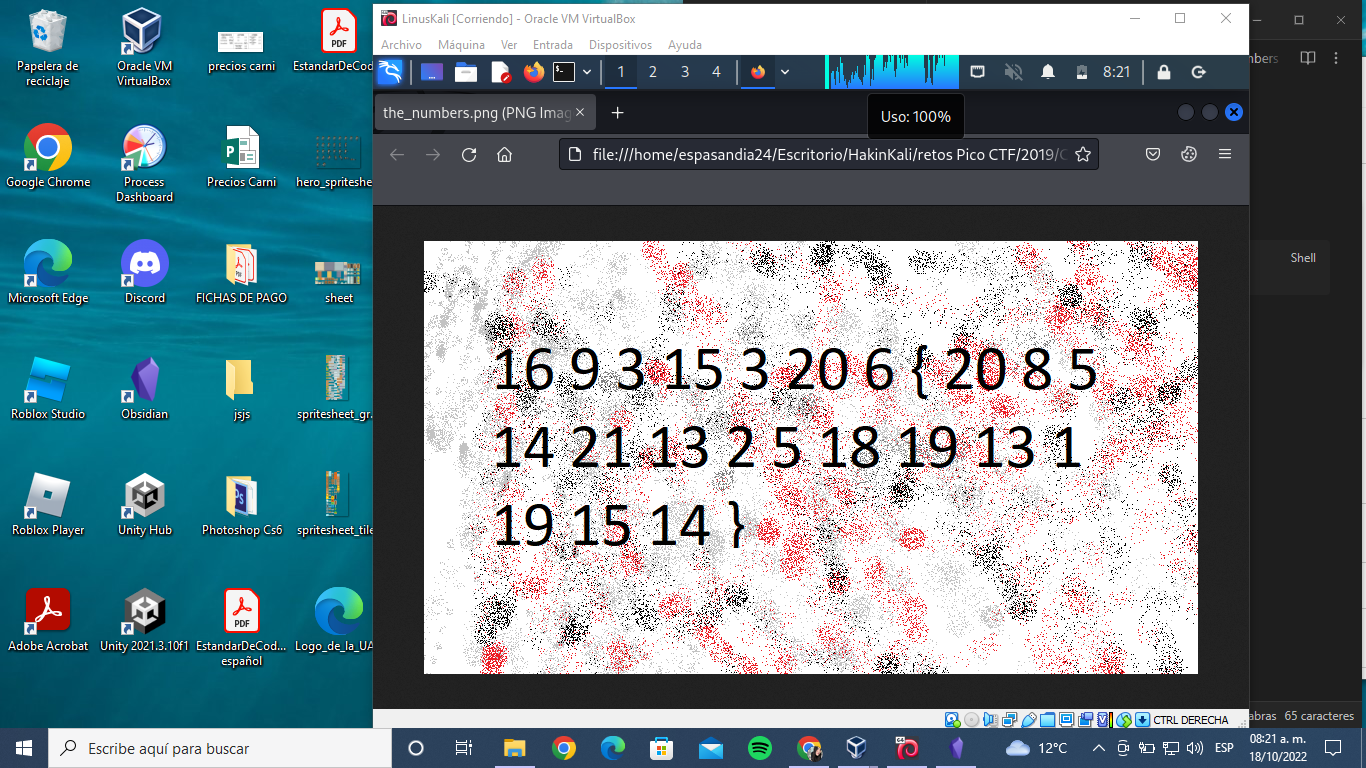 LinusKali [Corriendo] - Oracle VM VirtualBox
Archivo Máquina Ver Entrada Dispositivos Ayuda
1 2 3 4 8:21
the_numbers.png (PNG Imag
Uso: 100%
file:///home/espasandia24/Escritorio/HakinKali/retos Pico CTF/2019/C
16 9 3 15 3 20 6 { 20 8 5
14 21 13 2 5 18 19 13 1
19 15 14 }
CTRL DERECHA
Papelera de
reciclaje
Oracle VM
VirtualBox
precios carni
EstandarDeCod
PDF
Google Chrome
Process
Dashboard
Precios Carni
hero_spriteshe
Microsoft Edge
Discord
FICHAS DE PAGO
sheet
Roblox Studio
Obsidian
jsjs
spritesheet_gr.
Roblox Player
Unity Hub
Photoshop Cs6
Ps
spritesheet_tile
Adobe Acrobat
Unity 2021.3.10f1
EstandarDeCod...
español
PDF
Logo_de_la_UA
mbers
Shell
abras 65 caracteres
Escribe aquí para buscar
12°C
ESP
08:21 a. m.
18/10/2022